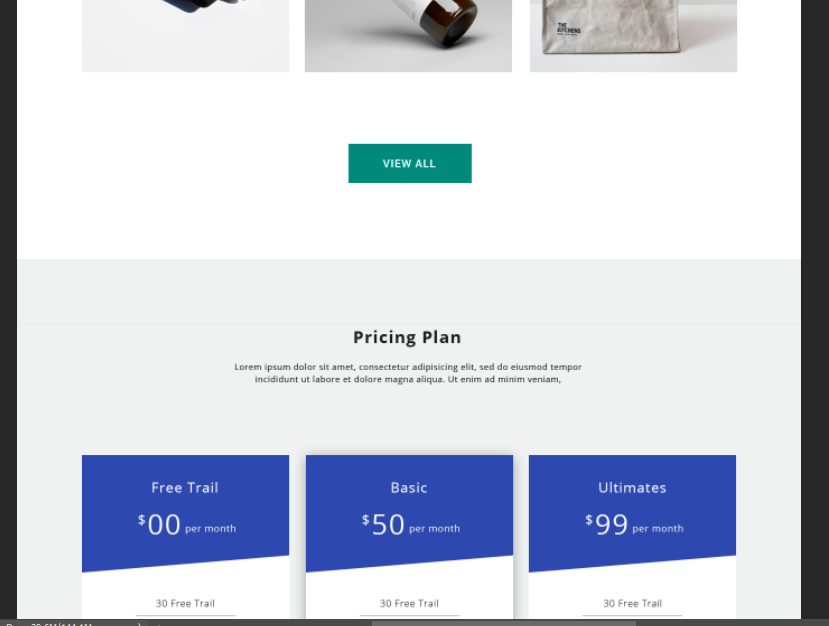 THE
KITCHENS
VIEW ALL
Pricing Plan
Lorem ipsum dolor sit amet, consectetur adipisicing elit, sed do eiusmod tempor
incididunt ut labore et dolore magna aliqua. Ut enim ad minim veniam,
Free Trail
Basic
Ultimates
$00 per month
$50 per month
$99 per month
30 Free Trail
30 Free Trail
30 Free Trail